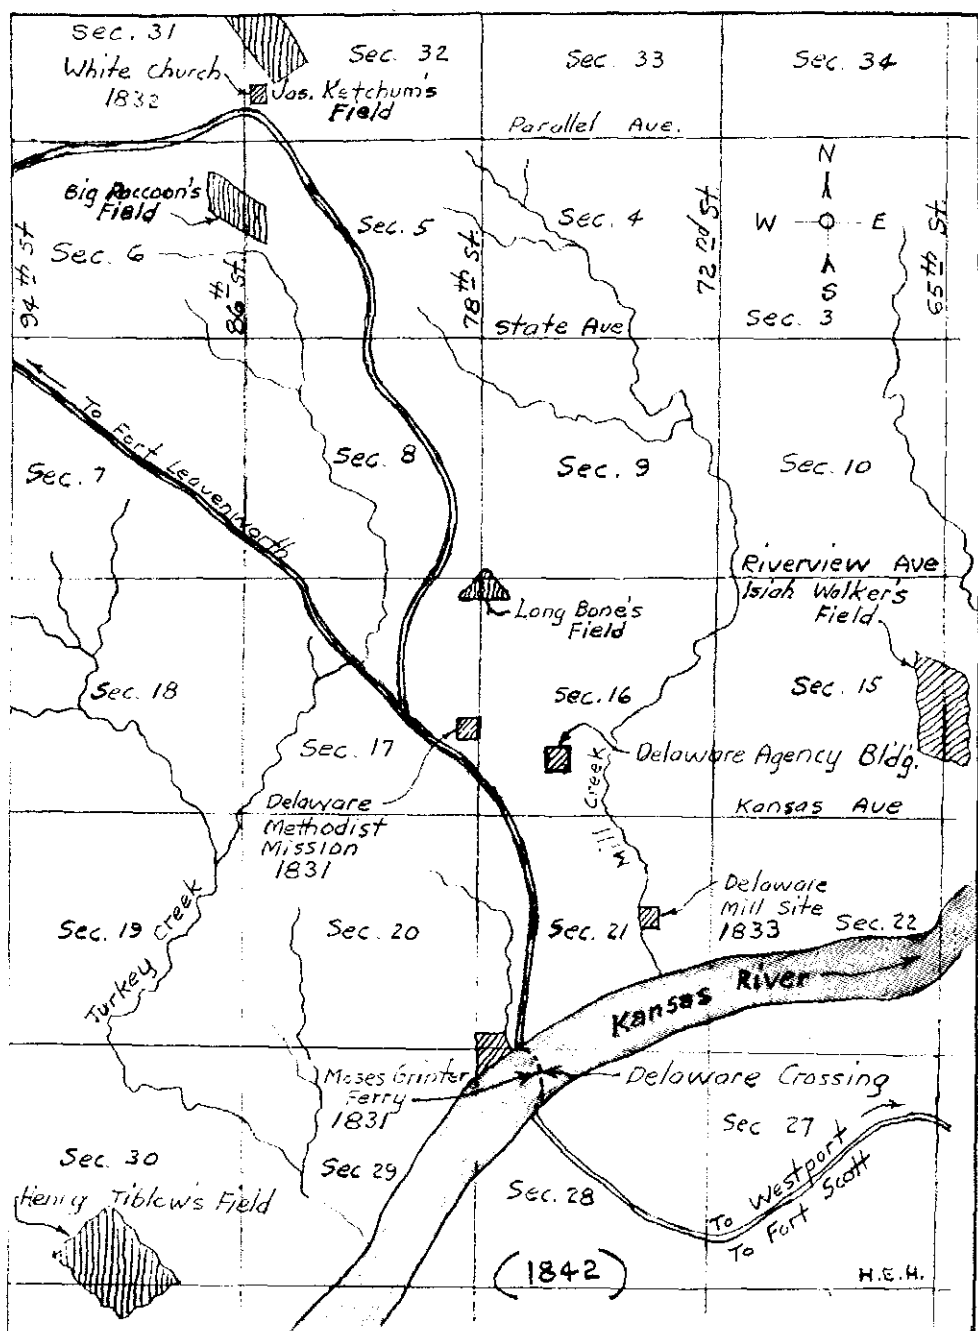 Sec. 31
Sec. 32
Sec. 33
Sec. 34
White Church
1832
Jos. Ketchum's
Field
Parallel Ave.
Big Raccoon's
Field
Sec. 6
Sec. 5
Sec. 4
N
W
E
S
Sec. 3
94th St.
86th St.
78th St.
72nd St.
65th St.
State Ave
To Fort Leavenworth
Sec. 7
Sec. 8
Sec. 9
Sec. 10
Riverview Ave
Isiah Walker's
Field
Long Bone's
Field
Sec. 18
Sec. 17
Sec. 16
Sec. 15
Delaware Agency Bldg.
Kansas Ave
Delaware
Methodist
Mission
1831
Mill Creek
Delaware
Mill Site
1833
Sec. 19
Turkey Creek
Sec. 20
Sec. 21
Sec. 22
Kansas River
Moses Grinter
Ferry
1831
Delaware Crossing
Sec 27
Sec. 30
Sec 29
Sec. 28
Henry Tiblow's Field
To Westport
To Fort Scott
(1842)
H.E.H.